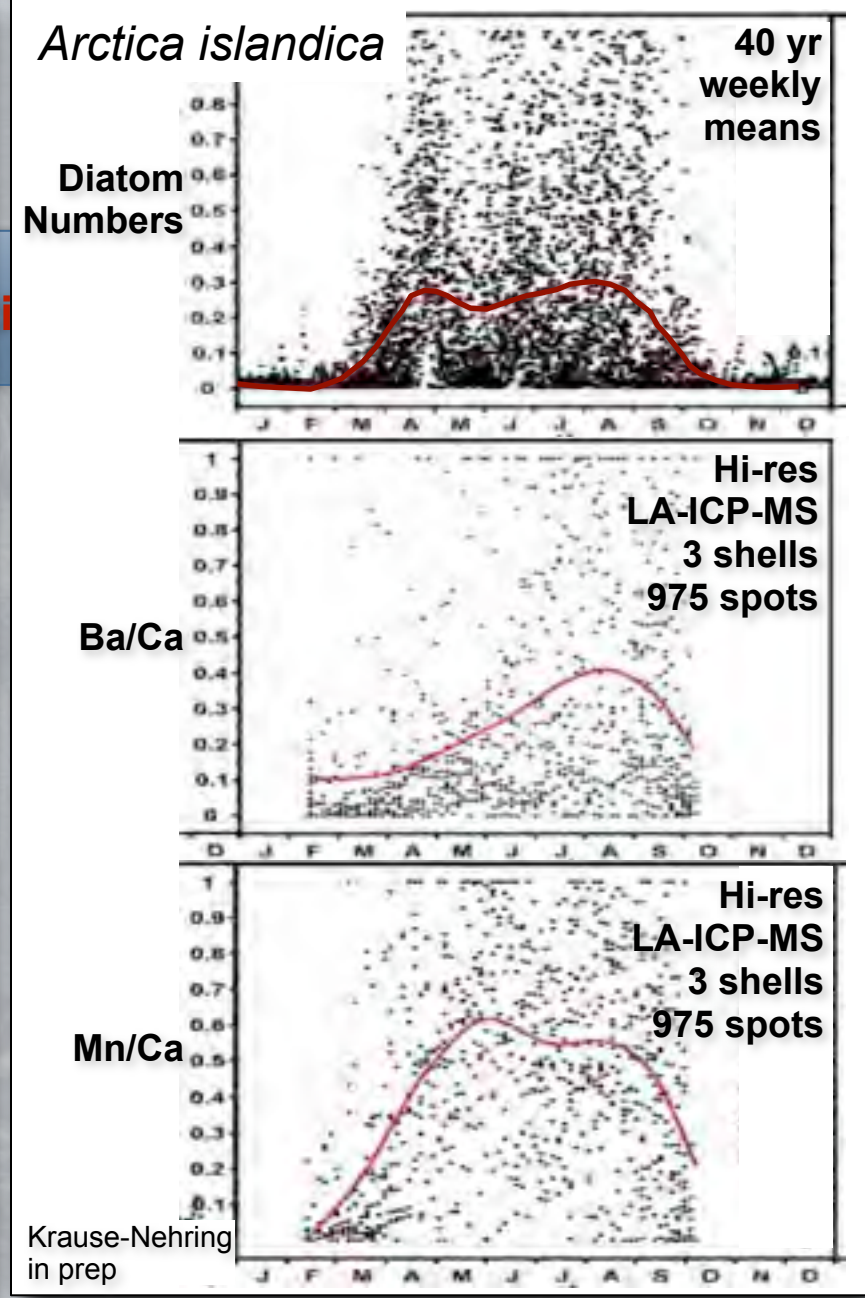 Arctica islandica
40 yr
weekly
means
Diatom
Numbers
0.8
0.7
0.6
0.5
0.4
0.3
0.2
0.1
0
0.1
J F M A M J J A S O N D
Hi-res
LA-ICP-MS
3 shells
975 spots
Ba/Ca
1
0.9
0.8
0.7
0.6
0.5
0.4
0.3
0.2
0.1
0
D J F M A M J J A S O N D
Hi-res
LA-ICP-MS
3 shells
975 spots
Mn/Ca
1
0.9
0.8
0.7
0.6
0.5
0.4
0.3
0.2
0.1
Krause-Nehring
in prep
J F M A M J J A S O N D